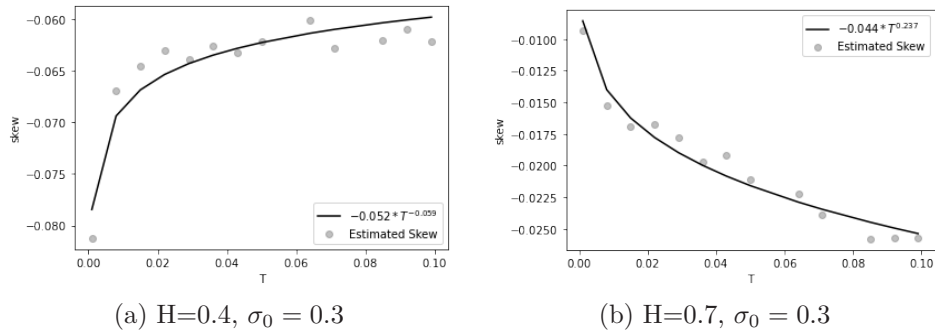 −0.060
−0.065
−0.070
−0.075
−0.080
skew
0.00 0.02 0.04 0.06 0.08 0.10
T
−0.052 * T^−0.059
Estimated Skew
(a) H=0.4, σ₀ = 0.3
−0.0100
−0.0125
−0.0150
−0.0175
−0.0200
−0.0225
−0.0250
skew
0.00 0.02 0.04 0.06 0.08 0.10
T
−0.044 * T^0.237
Estimated Skew
(b) H=0.7, σ₀ = 0.3